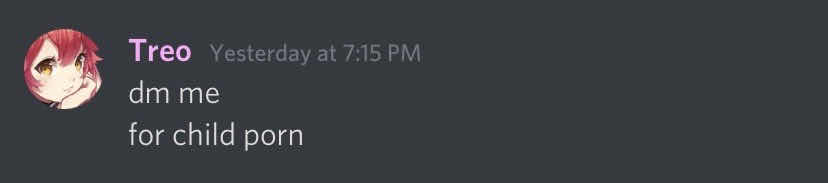 Treo Yesterday at 7:15 PM
dm me
for child porn